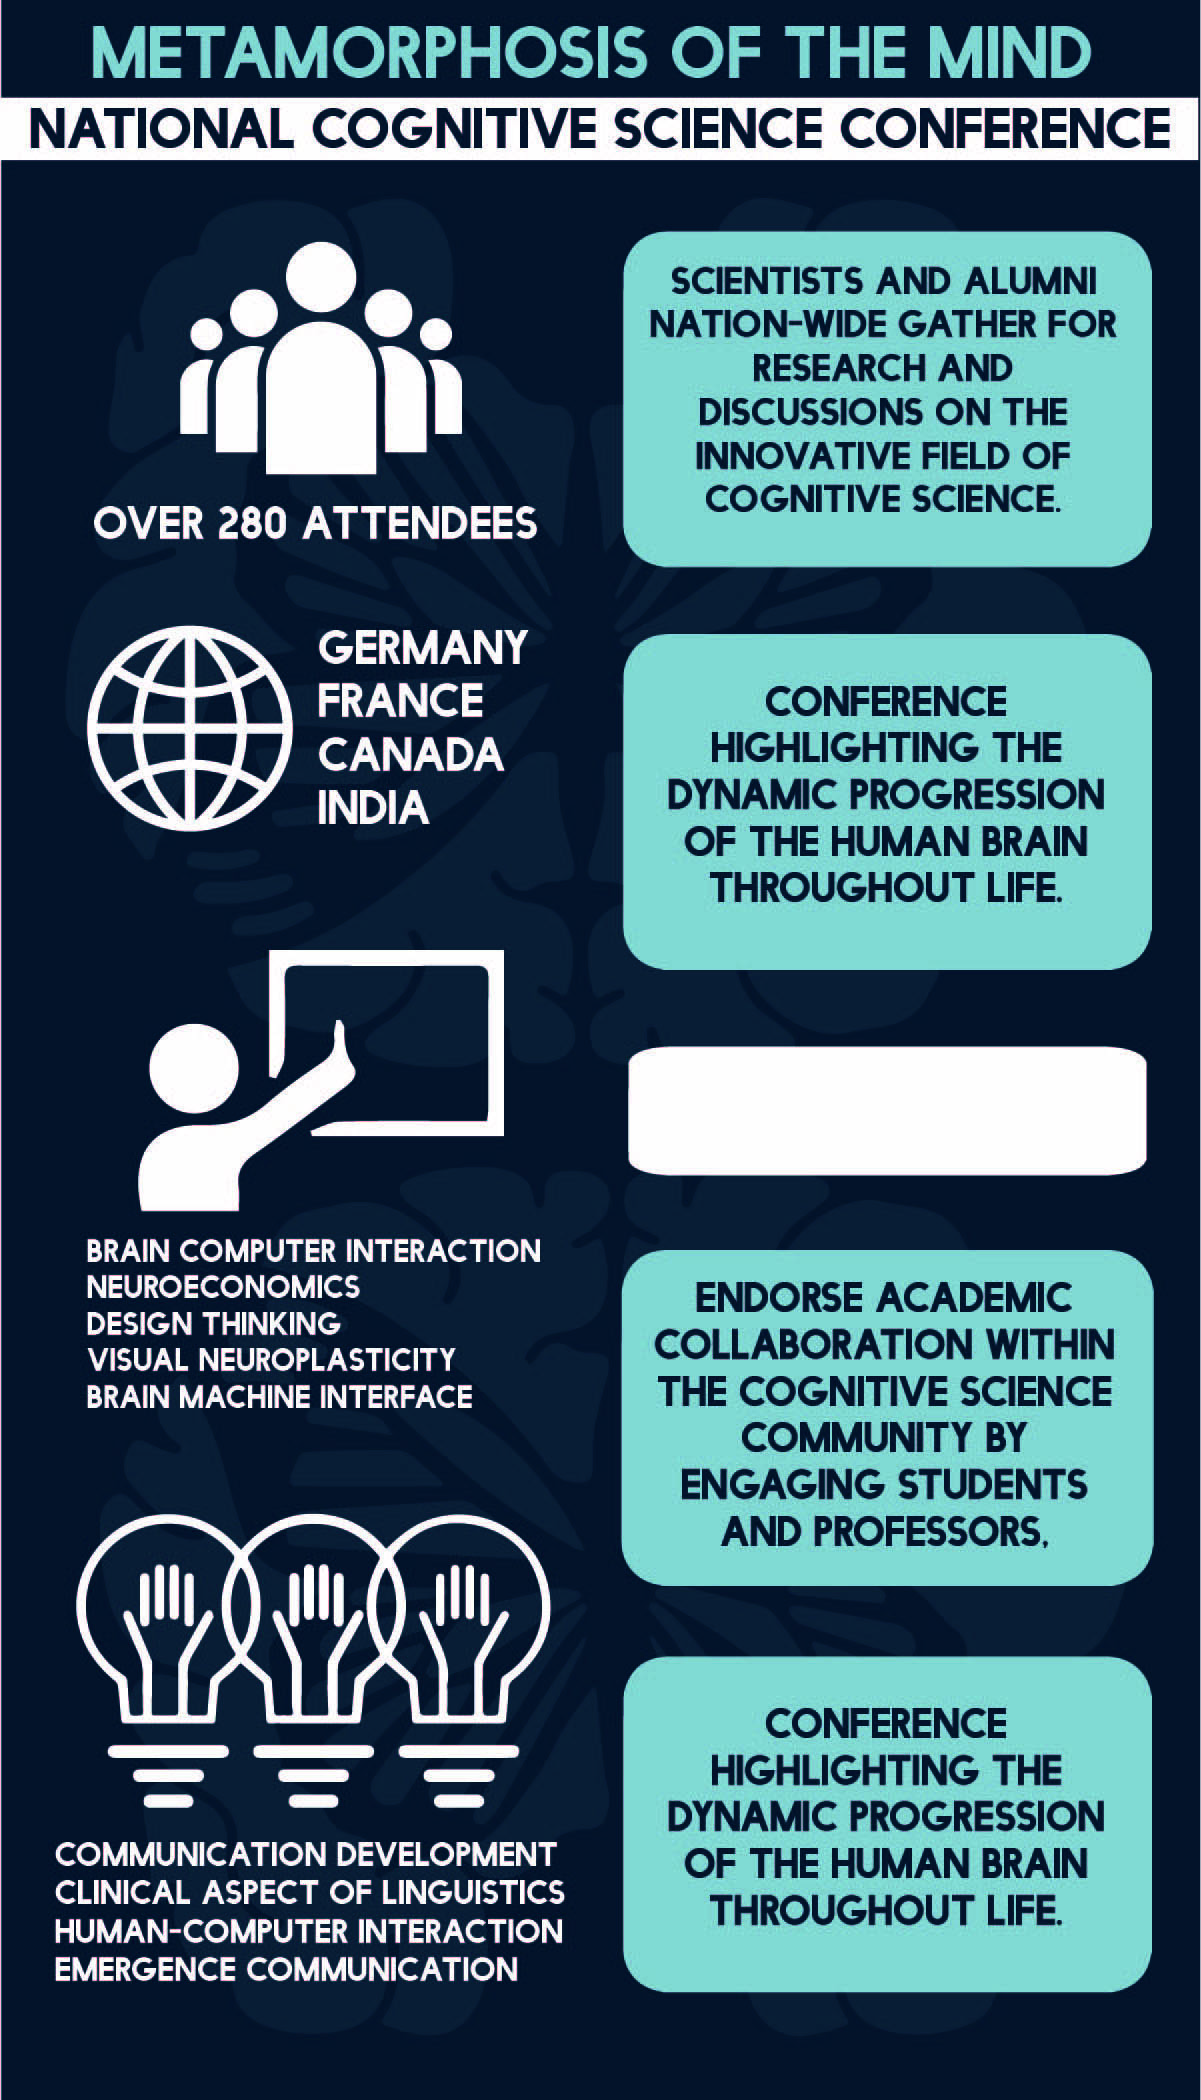 METAMORPHOSIS OF THE MIND
NATIONAL COGNITIVE SCIENCE CONFERENCE
OVER 280 ATTENDEES
SCIENTISTS AND ALUMNI
NATION-WIDE GATHER FOR
RESEARCH AND
DISCUSSIONS ON THE
INNOVATIVE FIELD OF
COGNITIVE SCIENCE.
GERMANY
FRANCE
CANADA
INDIA
CONFERENCE
HIGHLIGHTING THE
DYNAMIC PROGRESSION
OF THE HUMAN BRAIN
THROUGHOUT LIFE.
BRAIN COMPUTER INTERACTION
NEUROECONOMICS
DESIGN THINKING
VISUAL NEUROPLASTICITY
BRAIN MACHINE INTERFACE
ENDORSE ACADEMIC
COLLABORATION WITHIN
THE COGNITIVE SCIENCE
COMMUNITY BY
ENGAGING STUDENTS
AND PROFESSORS,
COMMUNICATION DEVELOPMENT
CLINICAL ASPECT OF LINGUISTICS
HUMAN-COMPUTER INTERACTION
EMERGENCE COMMUNICATION
CONFERENCE
HIGHLIGHTING THE
DYNAMIC PROGRESSION
OF THE HUMAN BRAIN
THROUGHOUT LIFE.